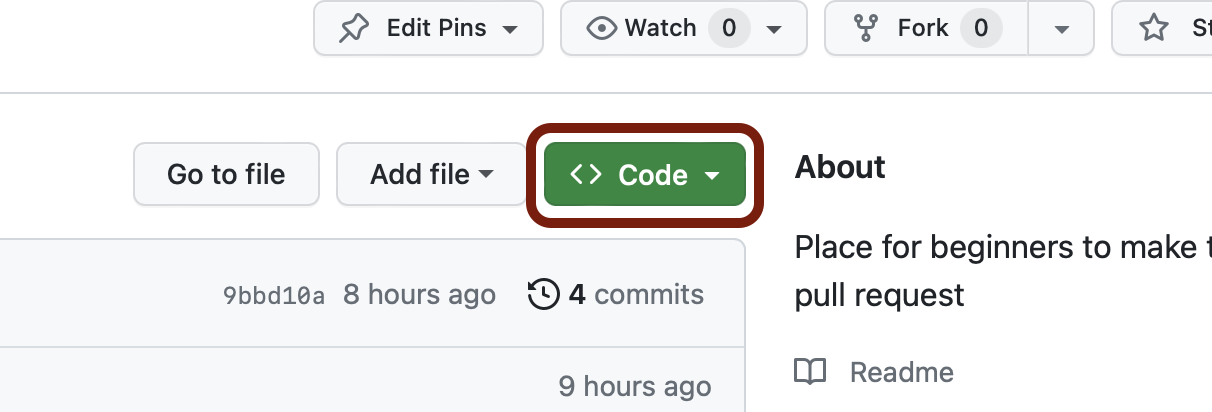 Edit Pins Watch 0 Fork 0
Go to file Add file <> Code About
Place for beginners to make
pull request
9bbd10a 8 hours ago 4 commits
Readme
9 hours ago